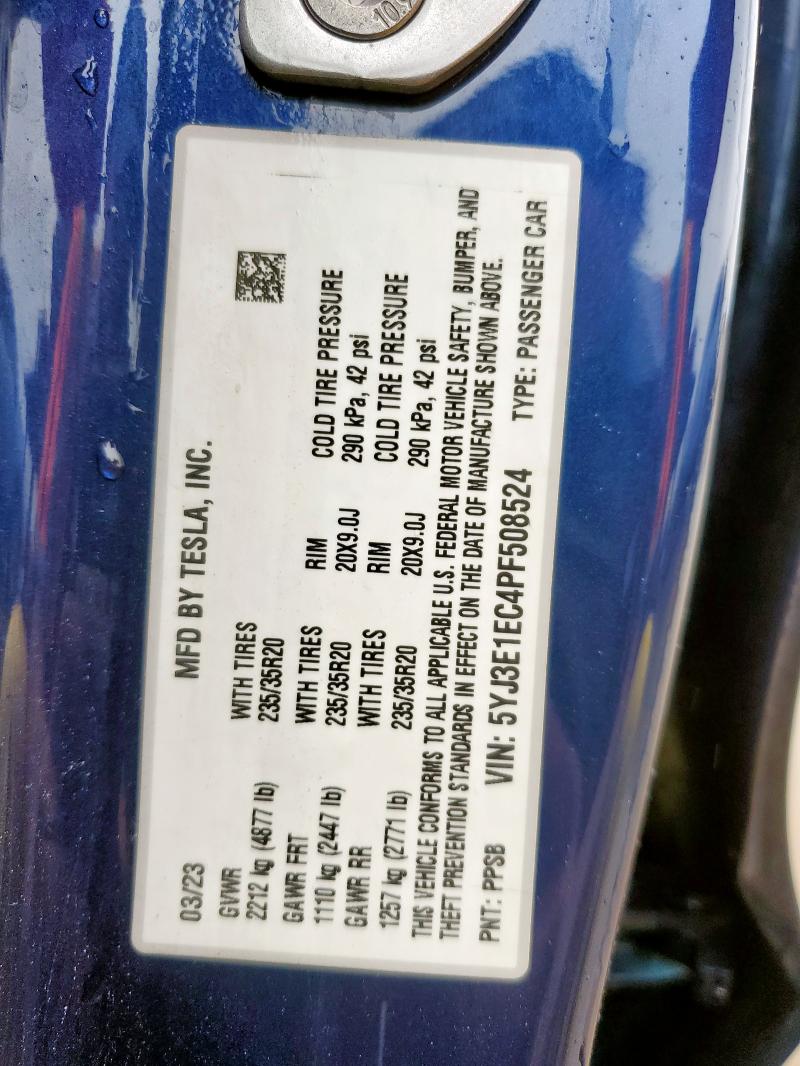 10.9
03/23
MFD BY TESLA, INC.
GVWR WITH TIRES
2212 kg (4877 lb) 235/35R20
GAWR FRT WITH TIRES RIM COLD TIRE PRESSURE
1110 kg (2447 lb) 235/35R20 20X9.0J 290 kPa, 42 psi
GAWR RR WITH TIRES RIM COLD TIRE PRESSURE
1257 kg (2771 lb) 235/35R20 20X9.0J 290 kPa, 42 psi
THIS VEHICLE CONFORMS TO ALL APPLICABLE U.S. FEDERAL MOTOR VEHICLE SAFETY, BUMPER, AND
THEFT PREVENTION STANDARDS IN EFFECT ON THE DATE OF MANUFACTURE SHOWN ABOVE.
PNT: PPSB VIN: 5YJ3E1EC4PF508524 TYPE: PASSENGER CAR